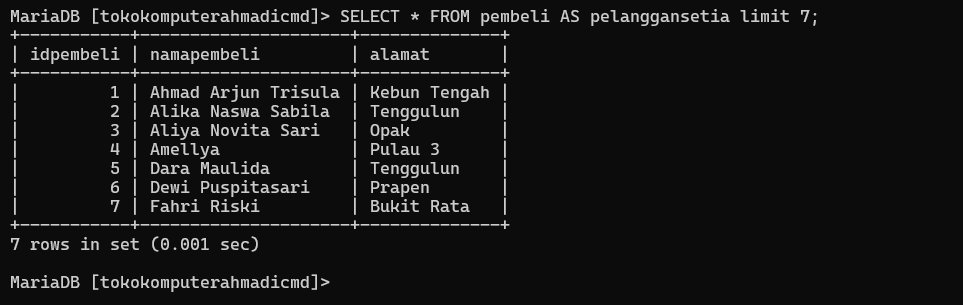 MariaDB [tokokomputerahmadicmd]> SELECT * FROM pembeli AS pelanggansetia limit 7;
+-----------+---------------------+--------------+
| idpembeli | namapembeli         | alamat       |
+-----------+---------------------+--------------+
|         1 | Ahmad Arjun Trisula | Kebun Tengah |
|         2 | Alika Naswa Sabila  | Tenggulun    |
|         3 | Aliya Novita Sari   | Opak         |
|         4 | Amellya             | Pulau 3      |
|         5 | Dara Maulida        | Tenggulun    |
|         6 | Dewi Puspitasari    | Prapen       |
|         7 | Fahri Riski         | Bukit Rata   |
+-----------+---------------------+--------------+
7 rows in set (0.001 sec)
MariaDB [tokokomputerahmadicmd]>